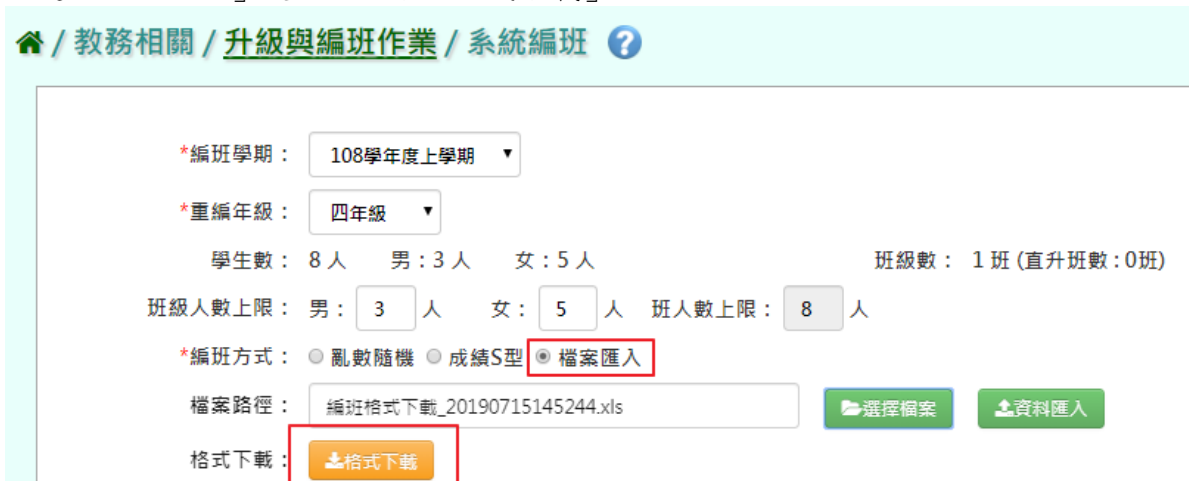 / 教務相關 / 升級與編班作業 / 系統編班 ?
*編班學期： 108學年度上學期
*重編年級： 四年級
學生數： 8 人 男：3 人 女：5 人 班級數： 1 班 (直升班數：0班)
班級人數上限： 男： 3 人 女： 5 人 班人數上限： 8 人
*編班方式： 亂數隨機 成績S型 檔案匯入
檔案路徑： 編班格式下載_20190715145244.xls 選擇檔案 資料匯入
格式下載： 格式下載